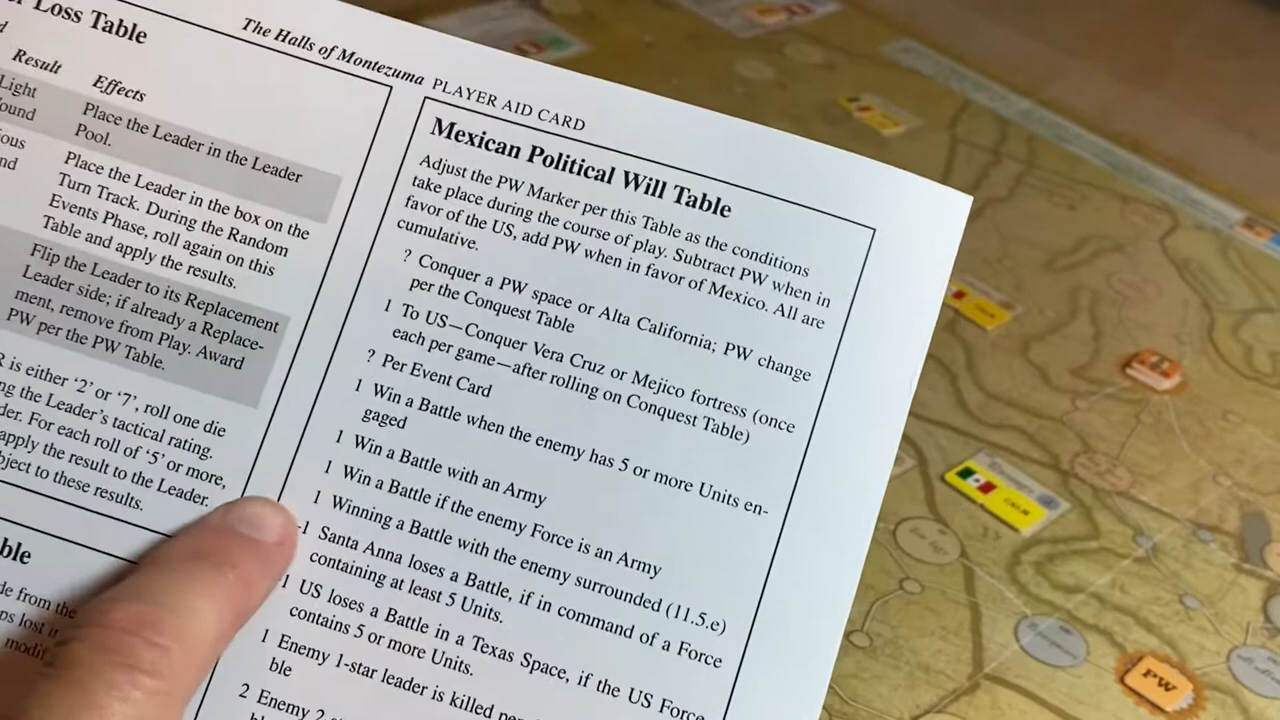 Loss Table
Result Effects
Light Place the Leader in the Leader
Pool.
Place the Leader in the box on the
Turn Track. During the Random
Events Phase, roll again on this
Table and apply the results.
Flip the Leader to its Replacement
Leader side; if already a Replace-
ment, remove from Play. Award
PW per the PW Table.
R is either ‘2’ or ‘7’, roll one die
the Leader’s tactical rating.
For each roll of ‘5’ or more,
apply the result to the Leader.
to these results.
de from the
lost
The Halls of Montezuma PLAYER AID CARD
Mexican Political Will Table
Adjust the PW Marker per this Table as the conditions
take place during the course of play. Subtract PW when in
favor of the US, add PW when in favor of Mexico. All are
cumulative.
? Conquer a PW space or Alta California; PW change
per the Conquest Table
1 To US—Conquer Vera Cruz or Mejico fortress (once
each per game—after rolling on Conquest Table)
? Per Event Card
1 Win a Battle when the enemy has 5 or more Units en-
gaged
1 Win a Battle with an Army
1 Win a Battle if the enemy Force is an Army
1 Winning a Battle with the enemy surrounded (11.5.e)
-1 Santa Anna loses a Battle, if in command of a Force
containing at least 5 Units.
1 US loses a Battle in a Texas Space, if the US Force
contains 5 or more Units.
1 Enemy 1-star leader is killed
ble
2 Enemy
CALM
PW